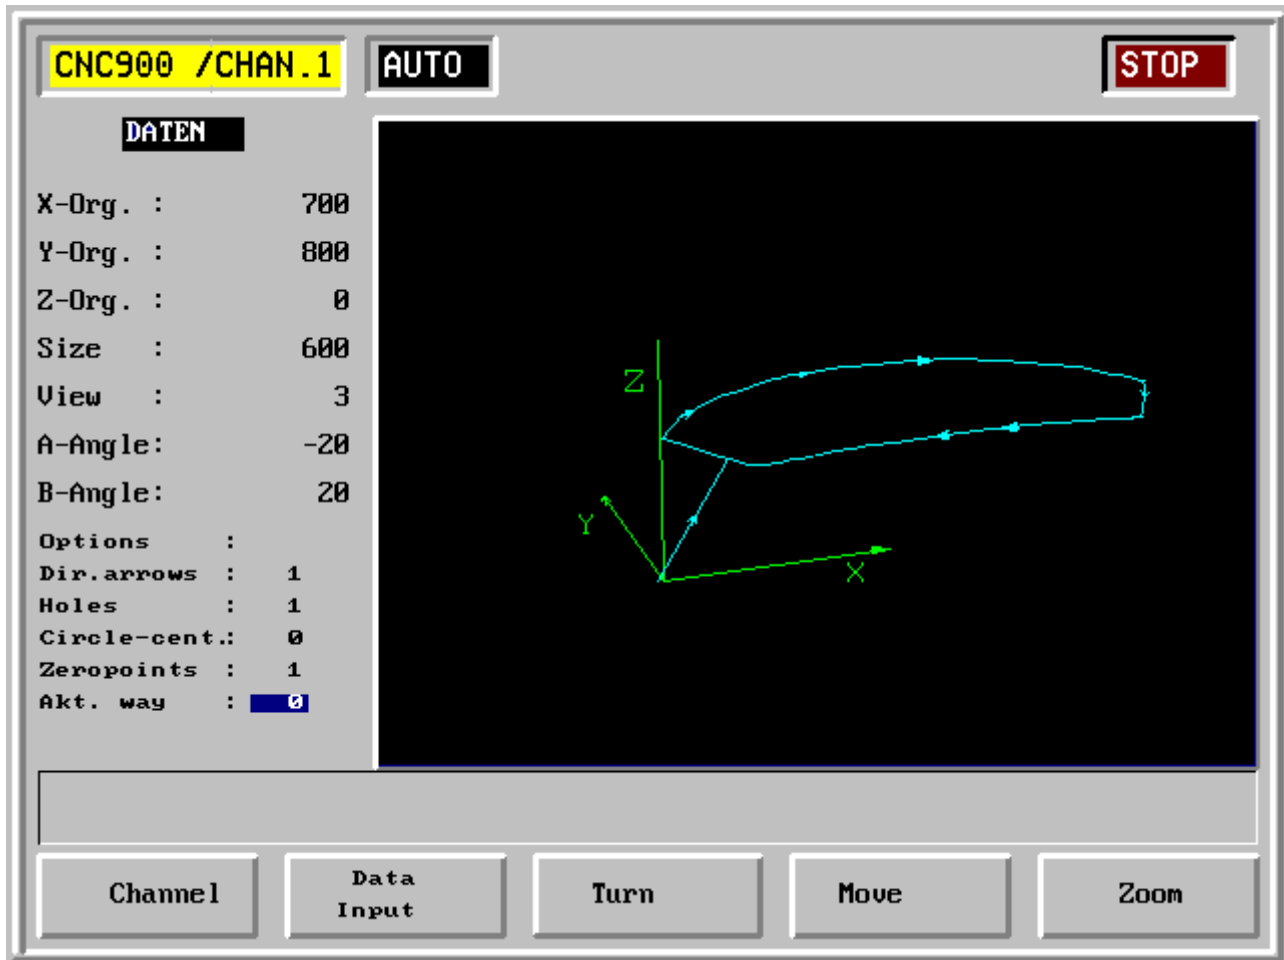 CNC900 /CHAN.1 AUTO STOP
DATEN
X-Org. : 700
Y-Org. : 800
Z-Org. : 0
Size : 600
View : 3
A-Angle: -20
B-Angle: 20
Options :
Dir.arrows : 1
Holes : 1
Circle-cent.: 0
Zeropoints : 1
Akt. way : 0
Z
Y
X
Channel
Data
Input
Turn
Move
Zoom